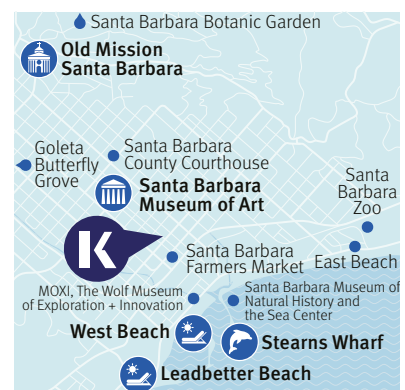 Santa Barbara Botanic Garden
Old Mission
Santa Barbara
Goleta
Butterfly
Grove
Santa Barbara
County Courthouse
Santa
Barbara
Zoo
Santa Barbara
Museum of Art
K
Santa Barbara
Farmers Market
East Beach
MOXI, The Wolf Museum
of Exploration + Innovation
Santa Barbara Museum of
Natural History and
the Sea Center
West Beach
Stearns Wharf
Leadbetter Beach